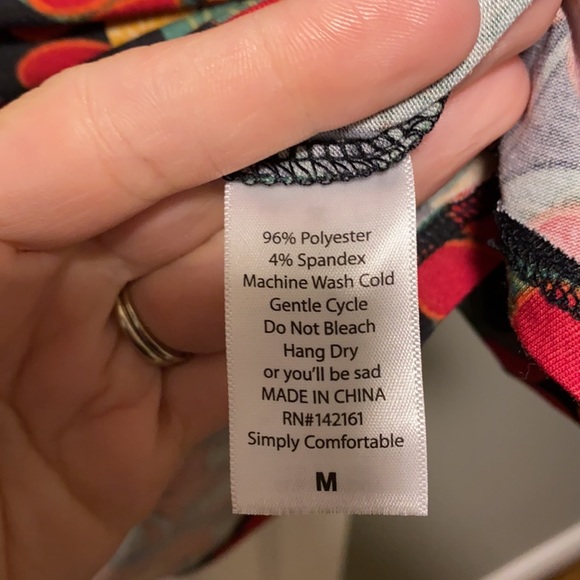 96% Polyester
4% Spandex
Machine Wash Cold
Gentle Cycle
Do Not Bleach
Hang Dry
or you'll be sad
MADE IN CHINA
RN#142161
Simply Comfortable
M